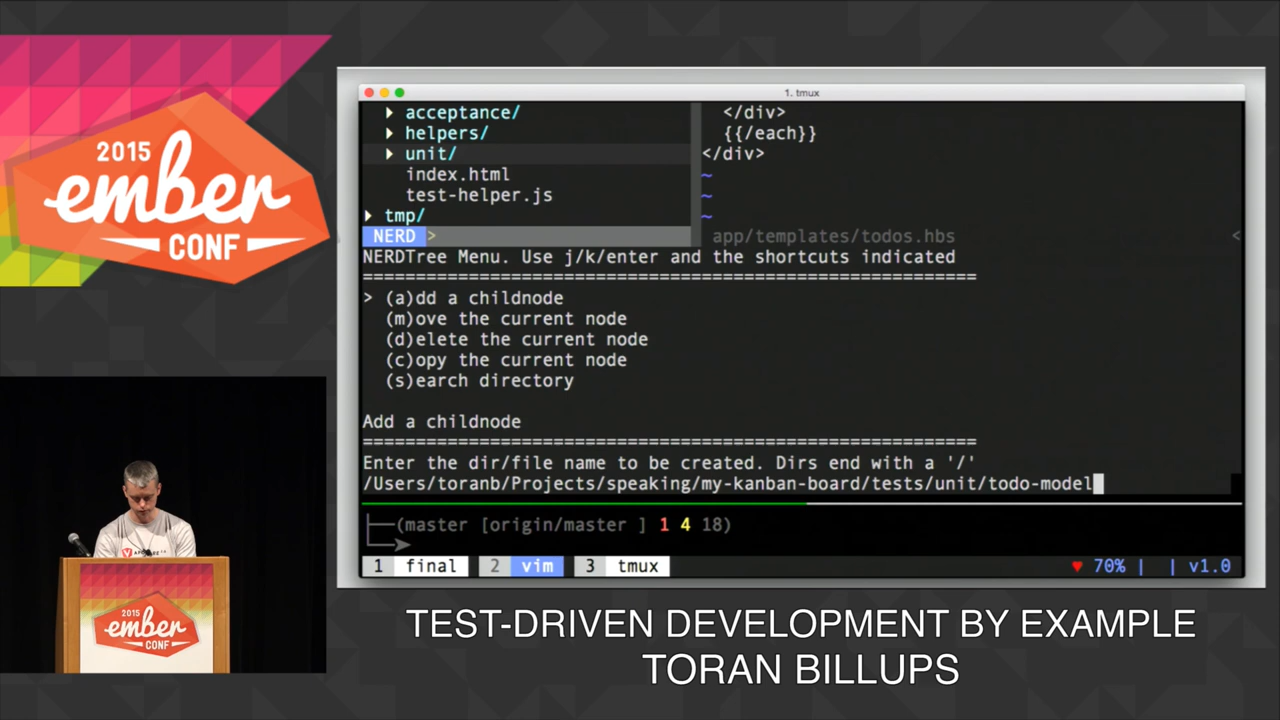 2015
ember
CONF
1. tmux
acceptance/
helpers/
unit/
index.html
test-helper.js
tmp/
NERD >
</div>
{{/each}}
</div>
~
~
~
app/templates/todos.hbs <
NERDTree Menu. Use j/k/enter and the shortcuts indicated
==========================================================
> (a)dd a childnode
(m)ove the current node
(d)elete the current node
(c)opy the current node
(s)earch directory
Add a childnode
==========================================================
Enter the dir/file name to be created. Dirs end with a '/'
/Users/toranb/Projects/speaking/my-kanban-board/tests/unit/todo-model
(master [origin/master ] 1 4 18)
1 final 2 vim 3 tmux ♥ 70% | | v1.0
2015
ember
CONF
TEST-DRIVEN DEVELOPMENT BY EXAMPLE
TORAN BILLUPS